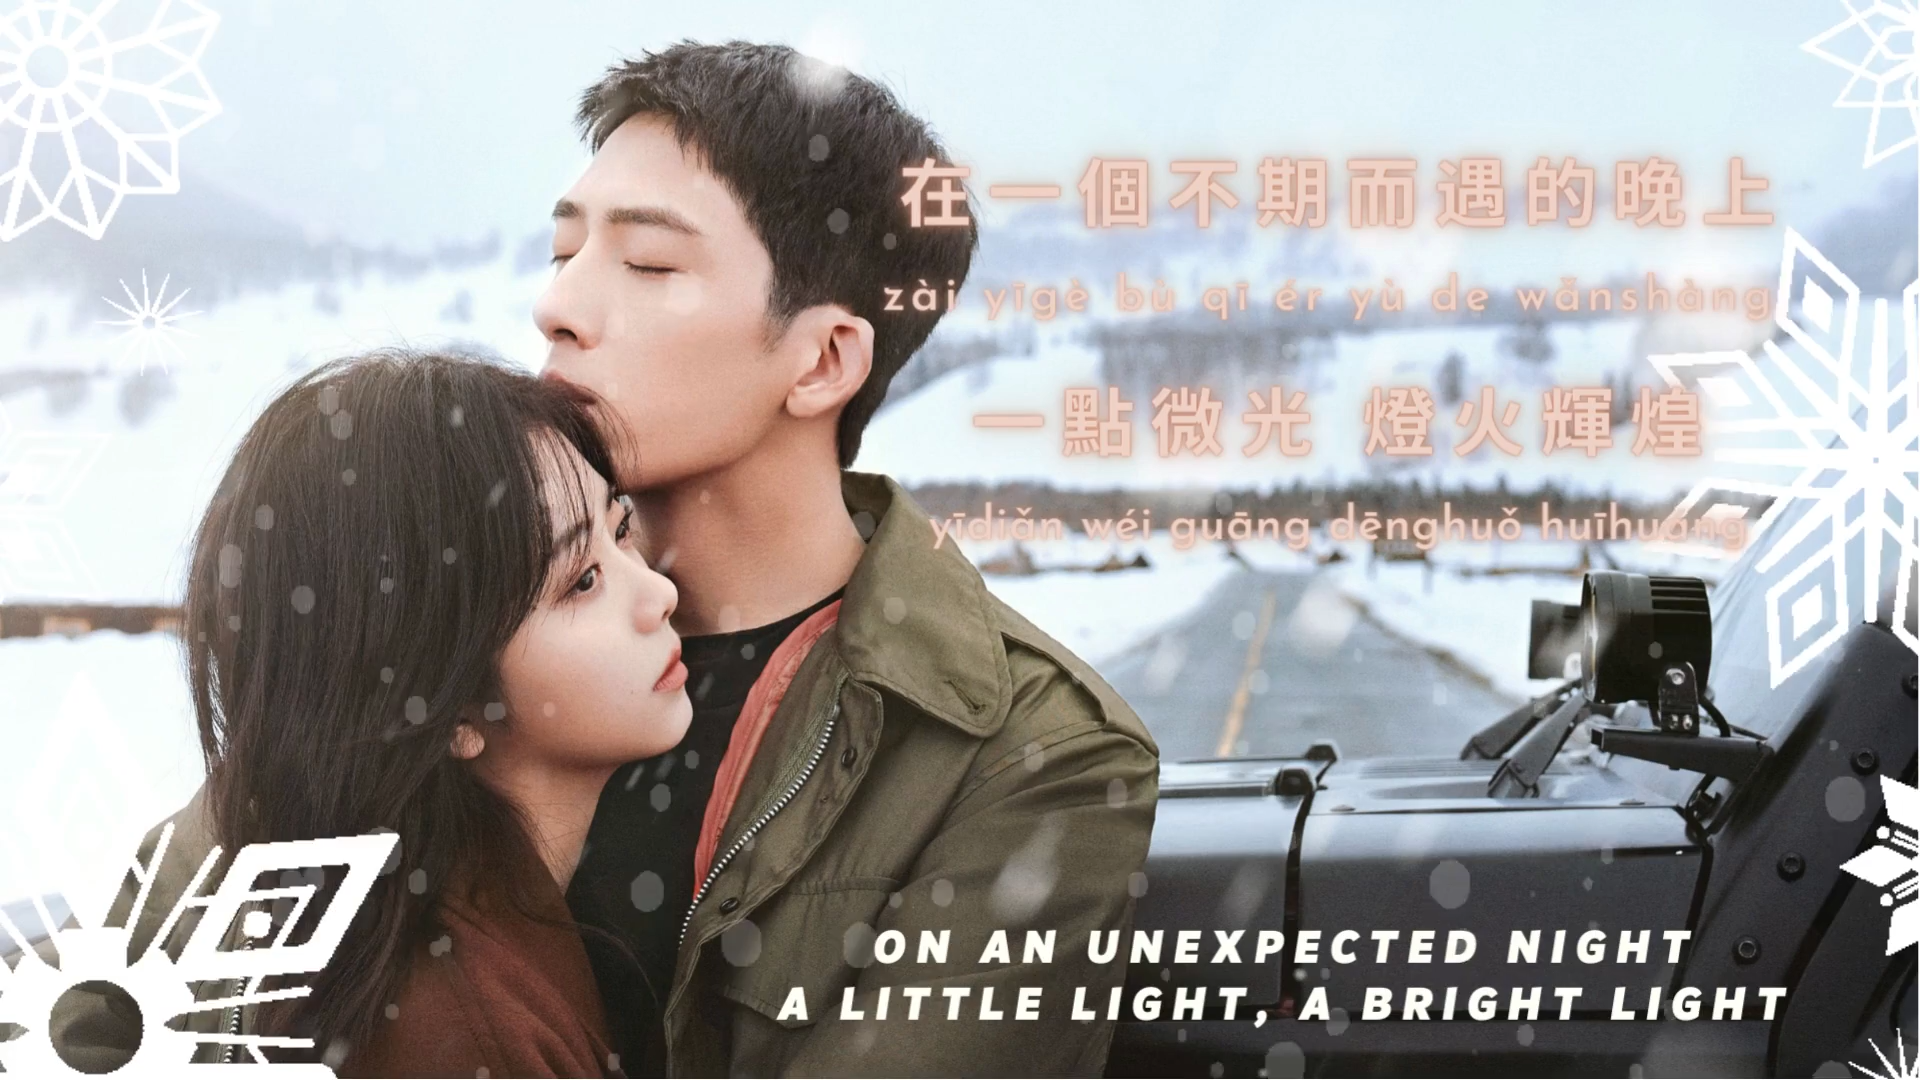 在一個不期而遇的晚上
zài yīgè bù qī ér yù de wǎnshàng
一點微光 燈火輝煌
yīdiǎn wéi guāng dēnghuǒ huīhuáng
ON AN UNEXPECTED NIGHT
A LITTLE LIGHT, A BRIGHT LIGHT